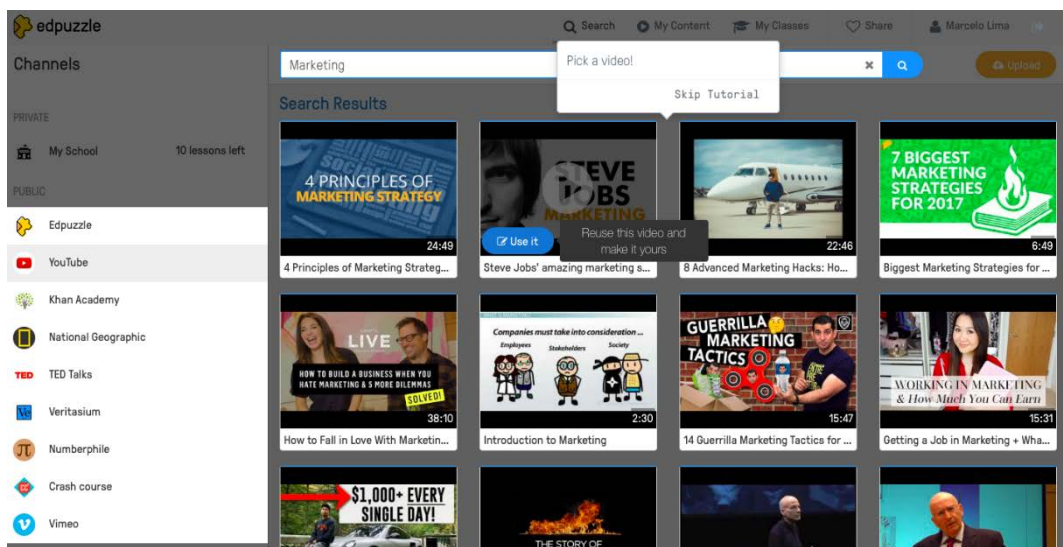 edpuzzle
Search
My Content
My Classes
Share
Marcelo Lima
Channels
Marketing
Pick a video!
Skip Tutorial
Upload
Search Results
PRIVATE
My School
10 lessons left
PUBLIC
Edpuzzle
YouTube
Khan Academy
National Geographic
TED
TED Talks
Ve
Veritasium
Numberphile
Crash course
Vimeo
4 PRINCIPLES OF
MARKETING STRATEGY
24:49
4 Principles of Marketing Strateg...
STEVE
JOBS
MARKETING
Use it
Reuse this video and
make it yours
Steve Jobs' amazing marketing s...
22:46
8 Advanced Marketing Hacks: Ho...
7 BIGGEST
MARKETING
STRATEGIES
FOR 2017
6:49
Biggest Marketing Strategies for ...
LIVE
HOW TO BUILD A BUSINESS WHEN YOU
HATE MARKETING & 5 MORE DILEMMAS
SOLVED!
38:10
How to Fall in Love With Marketin...
Companies must take into consideration ...
Employees
Stakeholders
Society
2:30
Introduction to Marketing
GUERRILLA
MARKETING
TACTICS
15:47
14 Guerrilla Marketing Tactics for ...
WORKING IN MARKETING
& How Much You Can Earn
15:31
Getting a Job in Marketing + Wha...
$1,000+ EVERY
SINGLE DAY!
THE STORY OF